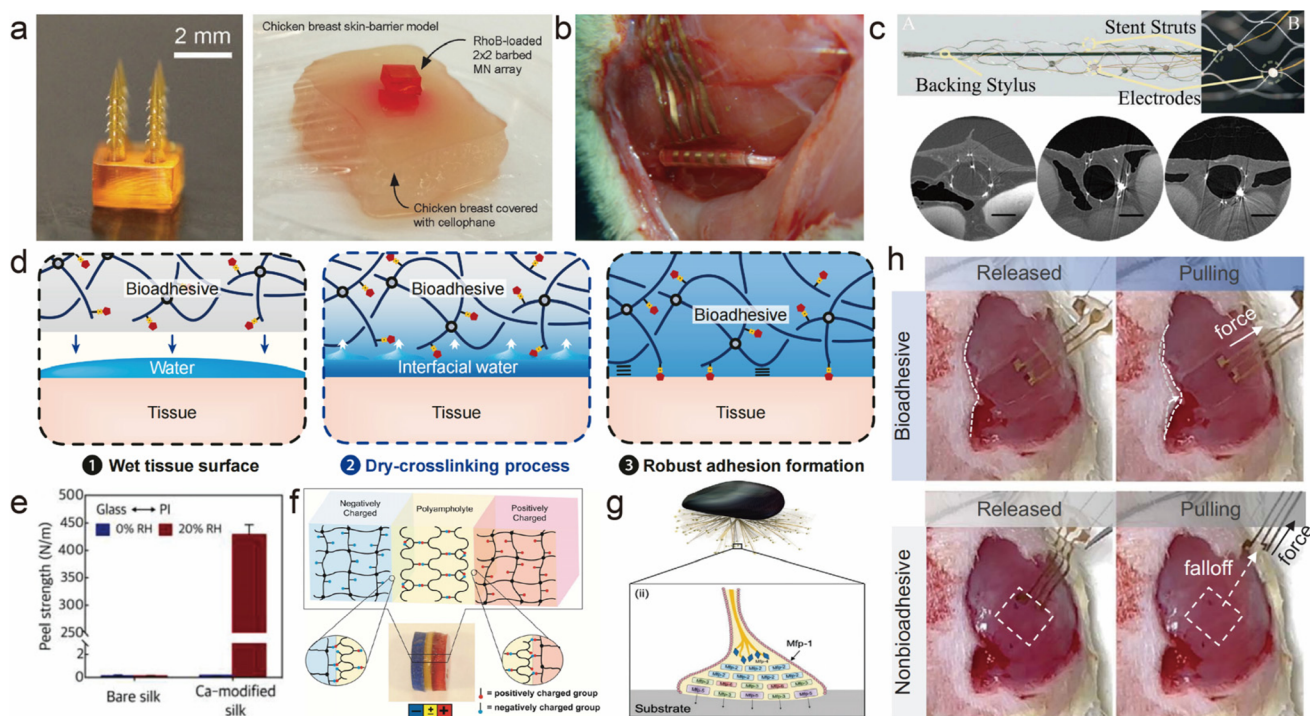 a
2 mm
Chicken breast skin-barrier model
RhoB-loaded
2x2 barbed
MN array
Chicken breast covered
with cellophane
b
c
A
B
Stent Struts
Backing Stylus
Electrodes
d
Bioadhesive
Water
Tissue
1 Wet tissue surface
Bioadhesive
Interfacial water
Tissue
2 Dry-crosslinking process
Bioadhesive
Tissue
3 Robust adhesion formation
e
Peel strength (N/m)
500
450
400
350
300
250
2
0
Glass ⟷ PI
0% RH
20% RH
Bare silk
Ca-modified
silk
f
Negatively
Charged
Polyampholyte
Positively
Charged
− ± +
= positively charged group
= negatively charged group
g
(ii)
Mfp-1
Mfp-2 Mfp-2
Substrate
h
Released
Pulling
Bioadhesive
force
Released
Pulling
Nonbioadhesive
falloff
force